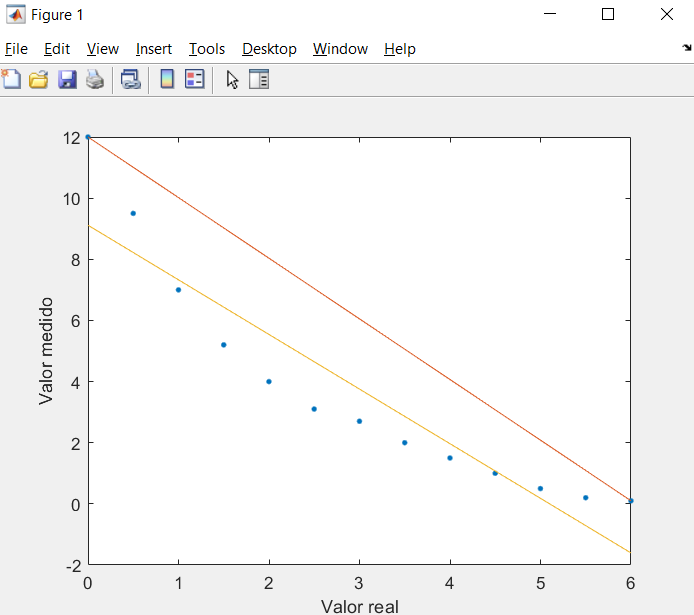 Figure 1
File Edit View Insert Tools Desktop Window Help
12
10
8
6
4
2
0
-2
Valor medido
0 1 2 3 4 5 6
Valor real